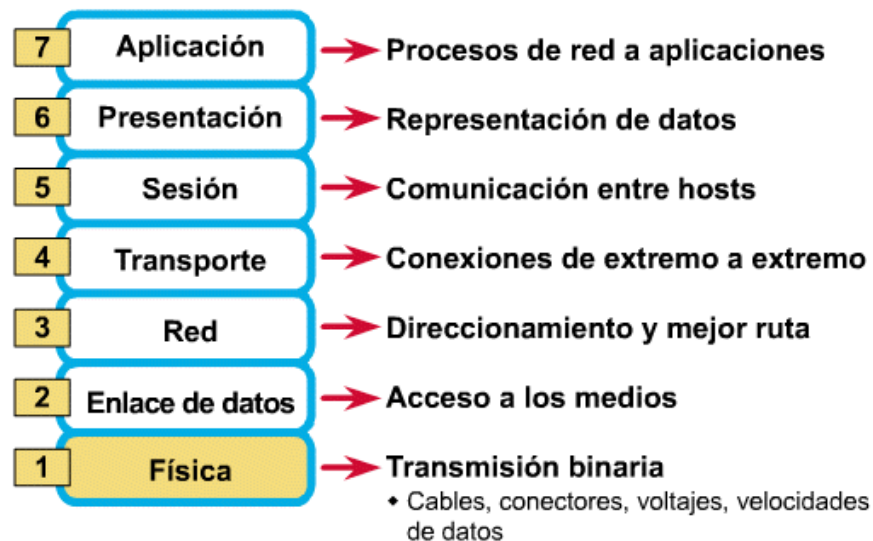 7 Aplicación Procesos de red a aplicaciones
6 Presentación Representación de datos
5 Sesión Comunicación entre hosts
4 Transporte Conexiones de extremo a extremo
3 Red Direccionamiento y mejor ruta
2 Enlace de datos Acceso a los medios
1 Física Transmisión binaria
• Cables, conectores, voltajes, velocidades
de datos